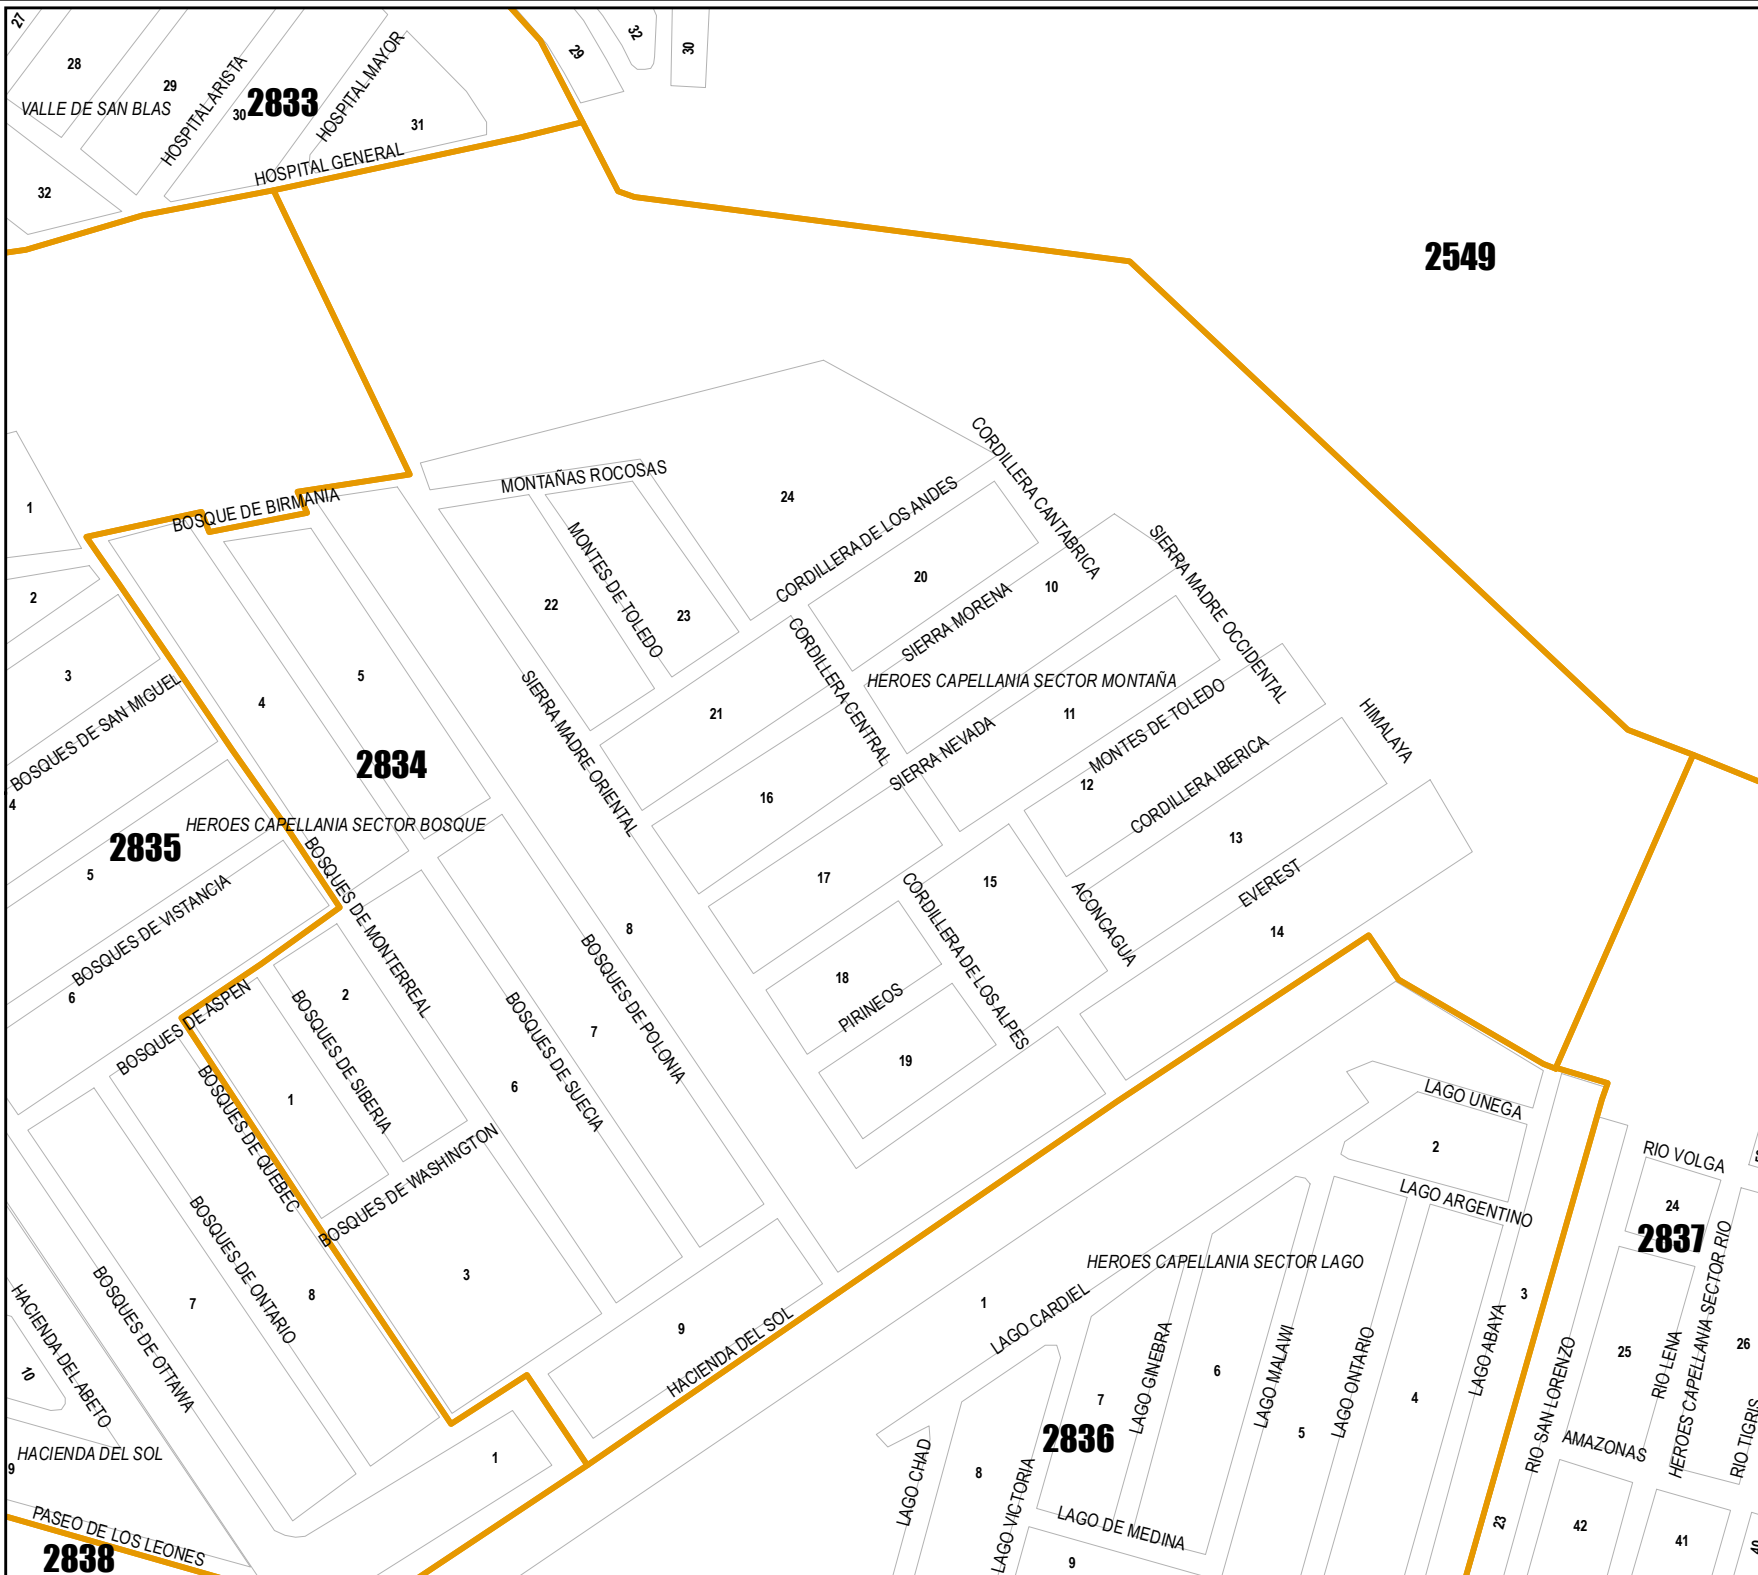 27
28
VALLE DE SAN BLAS
29
HOSPITAL ARISTA
30
2833
HOSPITAL MAYOR
31
HOSPITAL GENERAL
32
29
32
30
2549
1
2
3
BOSQUES DE SAN MIGUEL
4
BOSQUE DE BIRMANIA
MONTAÑAS ROCOSAS
24
MONTES DE TOLEDO
22
23
CORDILLERA DE LOS ANDES
CORDILLERA CANTABRICA
20
SIERRA MORENA
10
SIERRA MADRE OCCIDENTAL
HEROES CAPELLANIA SECTOR MONTAÑA
CORDILLERA CENTRAL
21
SIERRA MADRE ORIENTAL
16
SIERRA NEVADA
11
MONTES DE TOLEDO
12
CORDILLERA IBERICA
HIMALAYA
13
EVEREST
14
17
15
ACONCAGUA
CORDILLERA DE LOS ALPES
18
PIRINEOS
19
4
5
2834
HEROES CAPELLANIA SECTOR BOSQUE
2835
5
BOSQUES DE VISTANCIA
6
BOSQUES DE MONTERREAL
8
BOSQUES DE POLONIA
7
BOSQUES DE SUECIA
6
2
BOSQUES DE SIBERIA
1
BOSQUES DE ASPEN
BOSQUES DE QUEBEC
BOSQUES DE WASHINGTON
3
BOSQUES DE ONTARIO
8
7
BOSQUES DE OTTAWA
HACIENDA DEL ABETO
10
HACIENDA DEL SOL
9
PASEO DE LOS LEONES
2838
1
9
HACIENDA DEL SOL
1
LAGO CARDIEL
HEROES CAPELLANIA SECTOR LAGO
LAGO UNEGA
2
LAGO ARGENTINO
3
LAGO ABAYA
4
LAGO ONTARIO
5
LAGO MALAWI
6
LAGO GINEBRA
7
2836
8
LAGO CHAD
LAGO VICTORIA
LAGO DE MEDINA
9
RIO VOLGA
24
2837
HEROES CAPELLANIA SECTOR RIO
RIO LENA
25
26
RIO SAN LORENZO
AMAZONAS
RIO TIGRIS
23
42
41
40